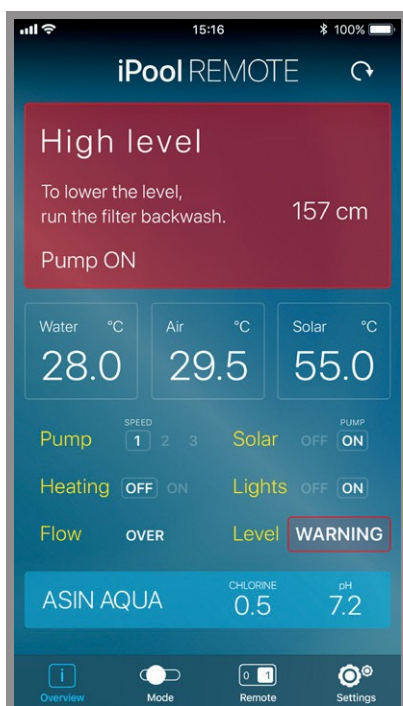 15:16 100%
iPool REMOTE
High level
To lower the level,
run the filter backwash.
157 cm
Pump ON
Water °C
28.0
Air °C
29.5
Solar °C
55.0
SPEED
Pump 1 2 3
PUMP
Solar OFF ON
Heating OFF ON
Lights OFF ON
Flow OVER
Level WARNING
ASIN AQUA
CHLORINE
0.5
pH
7.2
i
Overview
Mode
0 1
Remote
Settings